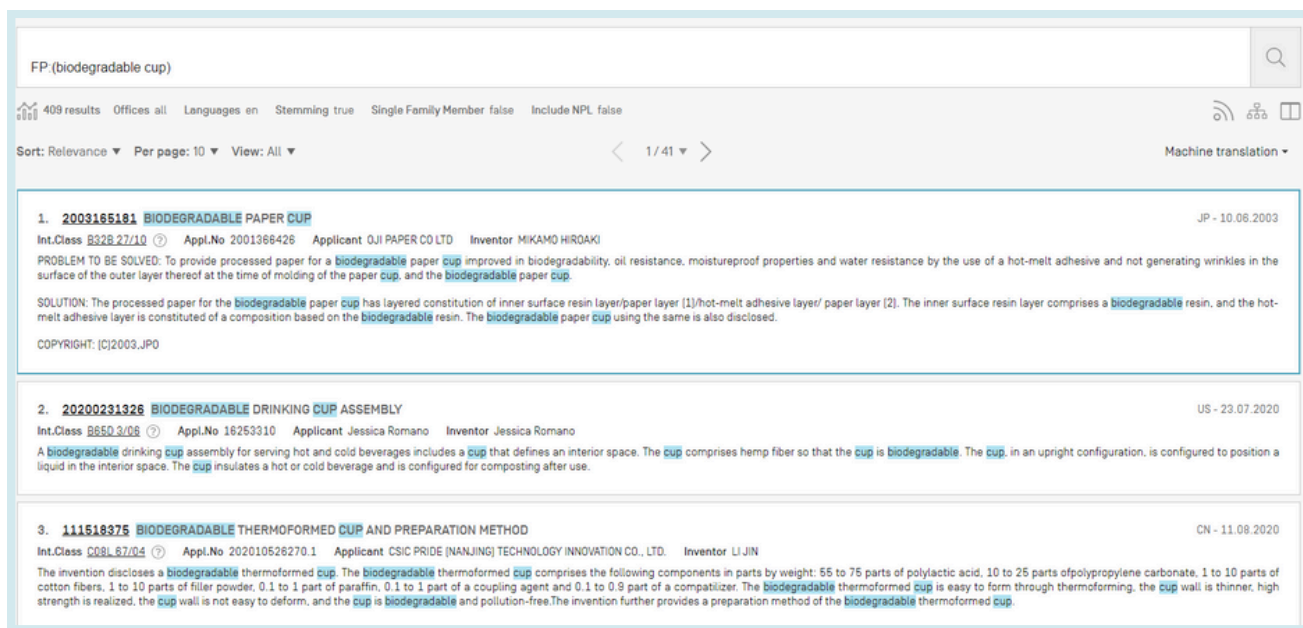 FP:(biodegradable cup)
409 results Offices all Languages en Stemming true Single Family Member false Include NPL false
Sort: Relevance ▼ Per page: 10 ▼ View: All ▼ 1 / 41 ▼ Machine translation ▾
1. 2003165181 BIODEGRADABLE PAPER CUP JP - 10.06.2003
Int.Class B32B 27/10 ? Appl.No 2001366426 Applicant OJI PAPER CO LTD Inventor MIKAMO HIROAKI
PROBLEM TO BE SOLVED: To provide processed paper for a biodegradable paper cup improved in biodegradability, oil resistance, moistureproof properties and water resistance by the use of a hot-melt adhesive and not generating wrinkles in the
surface of the outer layer thereof at the time of molding of the paper cup, and the biodegradable paper cup.
SOLUTION: The processed paper for the biodegradable paper cup has layered constitution of inner surface resin layer/paper layer [1]/hot-melt adhesive layer/ paper layer [2]. The inner surface resin layer comprises a biodegradable resin, and the hot-
melt adhesive layer is constituted of a composition based on the biodegradable resin. The biodegradable paper cup using the same is also disclosed.
COPYRIGHT: [C]2003,JPO
2. 20200231326 BIODEGRADABLE DRINKING CUP ASSEMBLY US - 23.07.2020
Int.Class B65D 3/06 ? Appl.No 16253310 Applicant Jessica Romano Inventor Jessica Romano
A biodegradable drinking cup assembly for serving hot and cold beverages includes a cup that defines an interior space. The cup comprises hemp fiber so that the cup is biodegradable. The cup, in an upright configuration, is configured to position a
liquid in the interior space. The cup insulates a hot or cold beverage and is configured for composting after use.
3. 111518375 BIODEGRADABLE THERMOFORMED CUP AND PREPARATION METHOD CN - 11.08.2020
Int.Class C08L 67/04 ? Appl.No 202010526270.1 Applicant CSIC PRIDE [NANJING] TECHNOLOGY INNOVATION CO., LTD. Inventor LI JIN
The invention discloses a biodegradable thermoformed cup. The biodegradable thermoformed cup comprises the following components in parts by weight: 55 to 75 parts of polylactic acid, 10 to 25 parts ofpolypropylene carbonate, 1 to 10 parts of
cotton fibers, 1 to 10 parts of filler powder, 0.1 to 1 part of paraffin, 0.1 to 1 part of a coupling agent and 0.1 to 0.9 part of a compatilizer. The biodegradable thermoformed cup is easy to form through thermoforming, the cup wall is thinner, high
strength is realized, the cup wall is not easy to deform, and the cup is biodegradable and pollution-free.The invention further provides a preparation method of the biodegradable thermoformed cup.